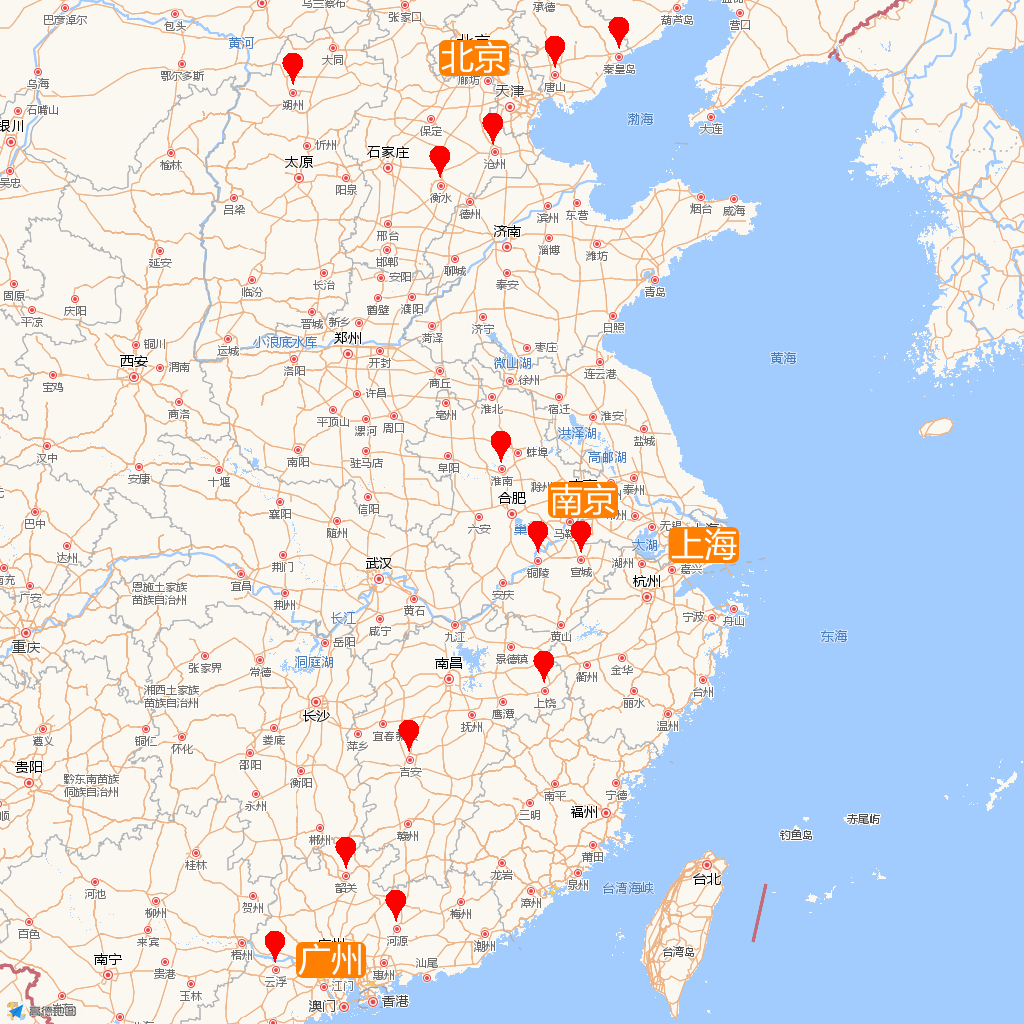 巴彦淖尔
包头
乌兰察布
张家口
承德
葫芦岛
营口
黄河
大同
北京
唐山
秦皇岛
鄂尔多斯
乌海
廊坊
天津
石嘴山
朔州
渤海
大连
银川
榆林
忻州
保定
沧州
太原
石家庄
吴忠
阳泉
衡水
吕梁
德州
滨州
东营
烟台
威海
济南
邢台
淄博
潍坊
延安
邯郸
聊城
安阳
泰安
青岛
固原
庆阳
临汾
长治
平凉
鹤壁
濮阳
晋城
新乡
菏泽
济宁
日照
铜川
运城
小浪底水库
郑州
枣庄
黄海
西安
渭南
洛阳
开封
微山湖
徐州
连云港
宝鸡
商丘
商洛
许昌
亳州
淮北
宿迁
淮安
平顶山
漯河
周口
洪泽湖
盐城
汉中
南阳
驻马店
阜阳
蚌埠
高邮湖
安康
十堰
淮南
滁州
泰州
合肥
南京
巴中
襄阳
信阳
六安
无锡
随州
上海
达州
太湖
荆门
武汉
铜陵
宣城
湖州
嘉兴
南充
广安
恩施土家族
苗族自治州
宜昌
荆州
安庆
杭州
长江
黄石
咸宁
宁波
舟山
重庆
岳阳
九江
黄山
东海
张家界
常德
洞庭湖
南昌
景德镇
衢州
金华
湘西土家族
苗族自治州
上饶
丽水
台州
长沙
鹰潭
抚州
温州
遵义
铜仁
怀化
娄底
萍乡
宜春
吉安
贵阳
邵阳
衡阳
黔东南苗族
侗族自治州
南平
宁德
永州
三明
福州
赤尾屿
钓鱼岛
郴州
赣州
桂林
莆田
韶关
龙岩
台湾海峡
台北
河池
泉州
贺州
柳州
梅州
漳州
百色
来宾
河源
潮州
梧州
广州
台湾岛
南宁
贵港
云浮
惠州
汕尾
玉林
江门
澳门
香港
高德地图